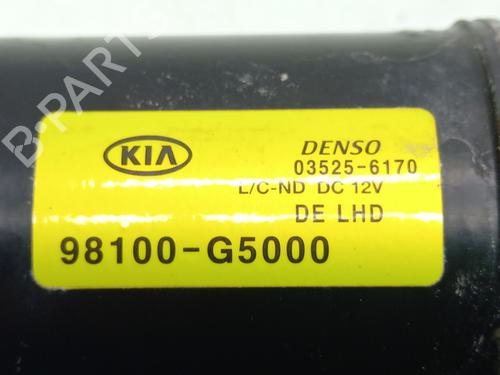 B-PARTS
KIA
DENSO
03525-6170
L/C-ND DC 12V
DE LHD
98100-G5000